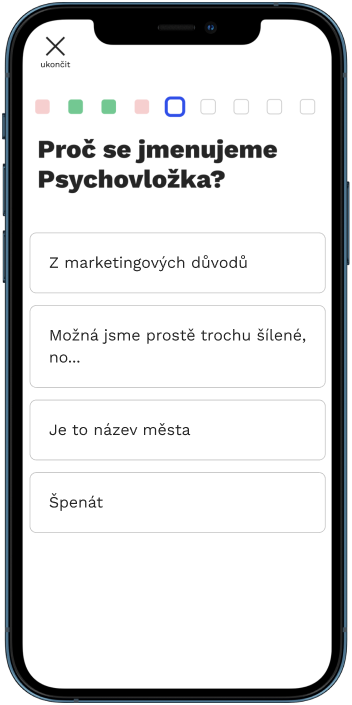 ukončit
Proč se jmenujeme
Psychovložka?
Z marketingových důvodů
Možná jsme prostě trochu šílené,
no...
Je to název města
Špenát